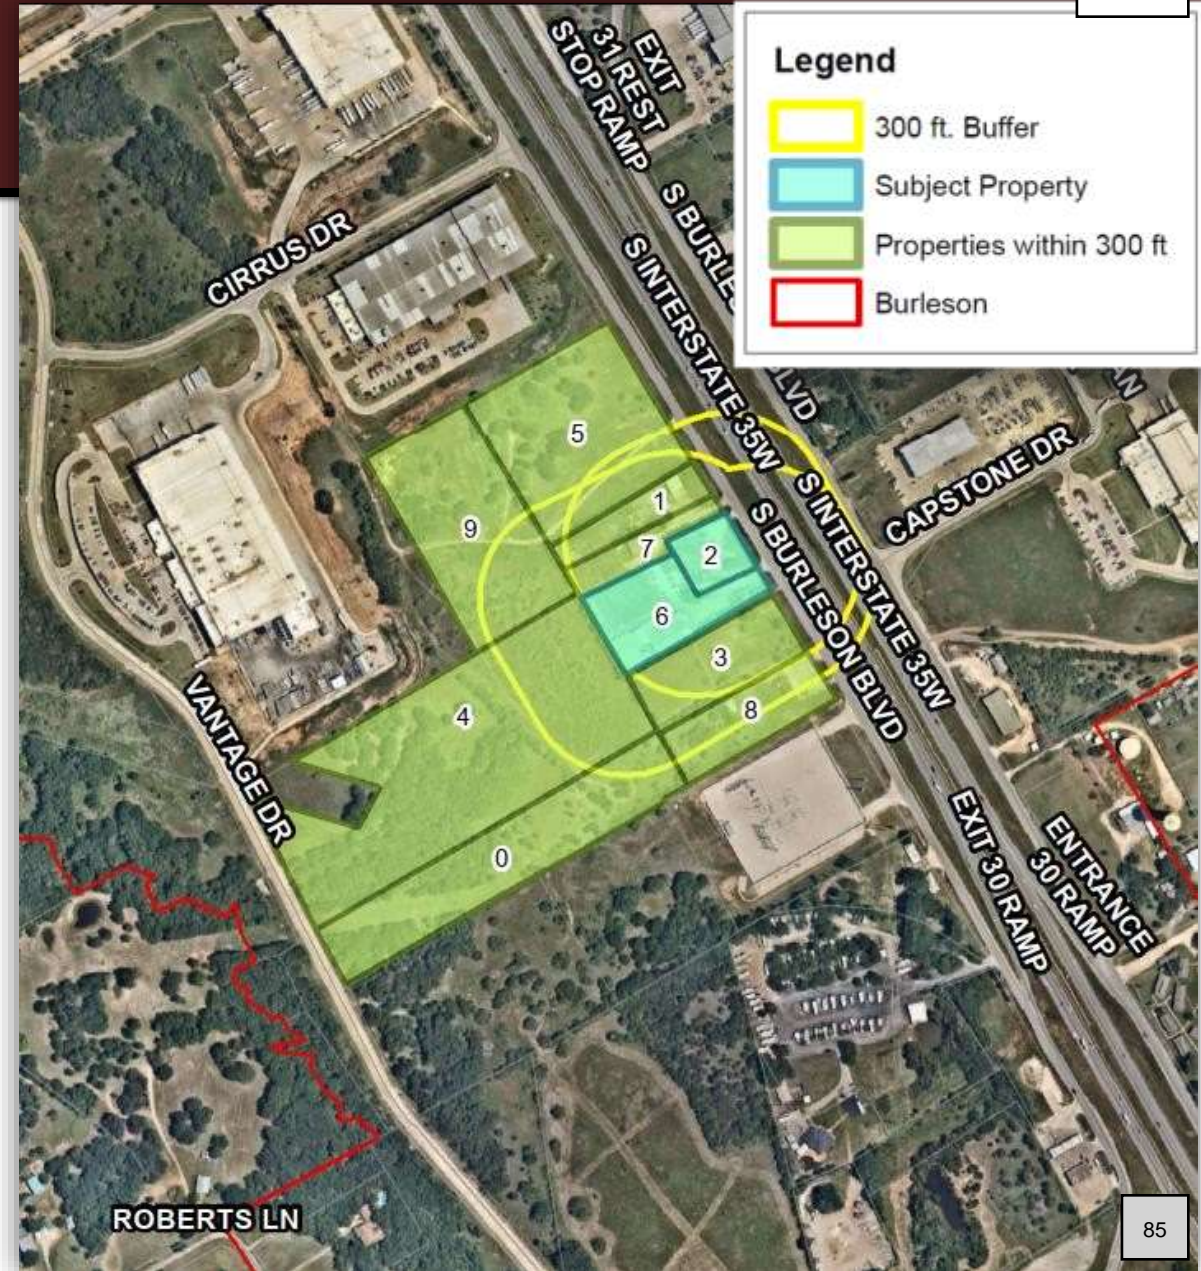 EXIT
31 REST
STOP RAMP
Legend
300 ft. Buffer
Subject Property
Properties within 300 ft
Burleson
S BURLE
BLVD
AN
CIRRUS DR
S INTERSTATE 35W
S INTERSTATE 35W
CAPSTONE DR
5
9
1
7
2
6
3
4
8
0
S BURLESON BLVD
VANTAGE DR
EXIT 30 RAMP
ENTRANCE
30 RAMP
ROBERTS LN
85